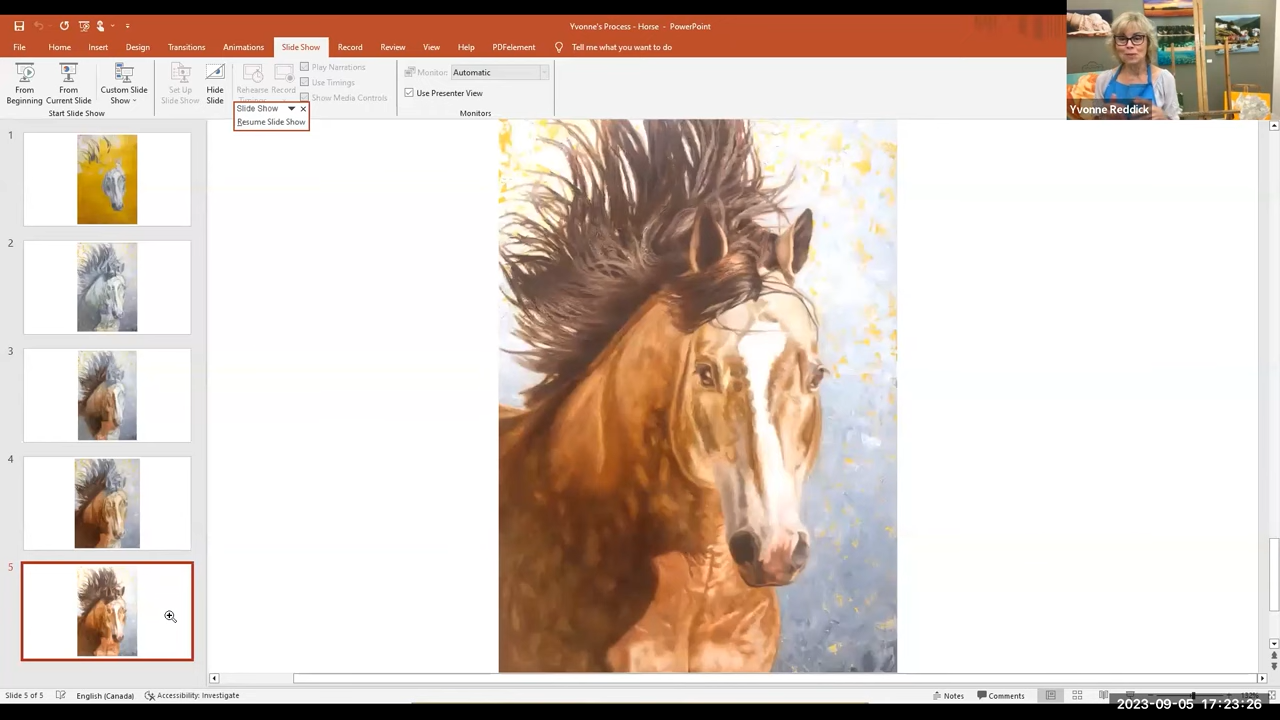 Yvonne's Process - Horse - PowerPoint
File Home Insert Design Transitions Animations Slide Show Record Review View Help PDFelement Tell me what you want to do
From Beginning
From Current Slide
Custom Slide Show
Set Up Slide Show
Hide Slide
Rehearse
Record
Play Narrations
Use Timings
Show Media Controls
Monitor: Automatic
Use Presenter View
Start Slide Show
Monitors
Slide Show
Resume Slide Show
Yvonne Reddick
1
2
3
4
5
Slide 5 of 5 English (Canada) Accessibility: Investigate Notes Comments
2023-09-05 17:23:26